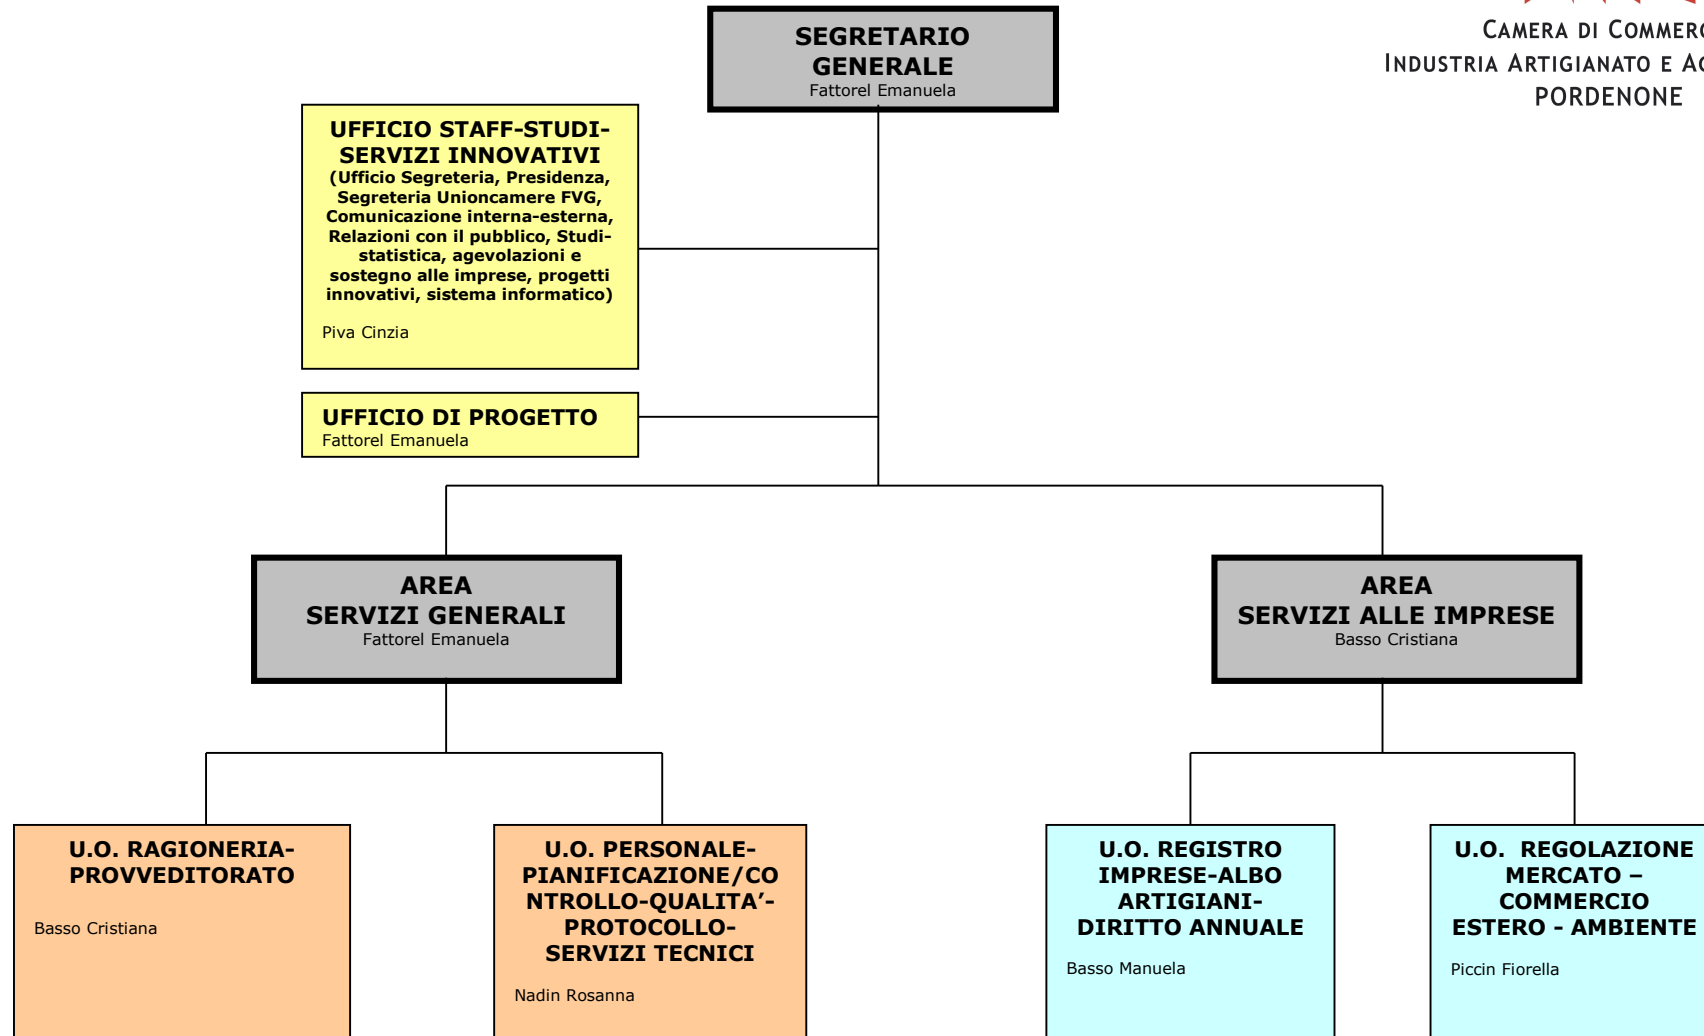 SEGRETARIO
GENERALE
Fattorel Emanuela
CAMERA DI
INDUSTRIA ARTIGIANATO E
PORDENONE
UFFICIO STAFF-STUDI-
SERVIZI INNOVATIVI
(Ufficio Segreteria, Presidenza,
Segreteria Unioncamere FVG,
Comunicazione interna-esterna,
Relazioni con il pubblico, Studi-
statistica, agevolazioni e
sostegno alle imprese, progetti
innovativi, sistema informatico)
Piva Cinzia
UFFICIO DI PROGETTO
Fattorel Emanuela
AREA
SERVIZI GENERALI
Fattorel Emanuela
AREA
SERVIZI ALLE IMPRESE
Basso Cristiana
U.O. RAGIONERIA-
PROVVEDITORATO
Basso Cristiana
U.O. PERSONALE-
PIANIFICAZIONE/CO
NTROLLO-QUALITA’-
PROTOCOLLO-
SERVIZI TECNICI
Nadin Rosanna
U.O. REGISTRO
IMPRESE-ALBO
ARTIGIANI-
DIRITTO ANNUALE
Basso Manuela
U.O. REGOLAZIONE
MERCATO –
COMMERCIO
ESTERO - AMBIENTE
Piccin Fiorella